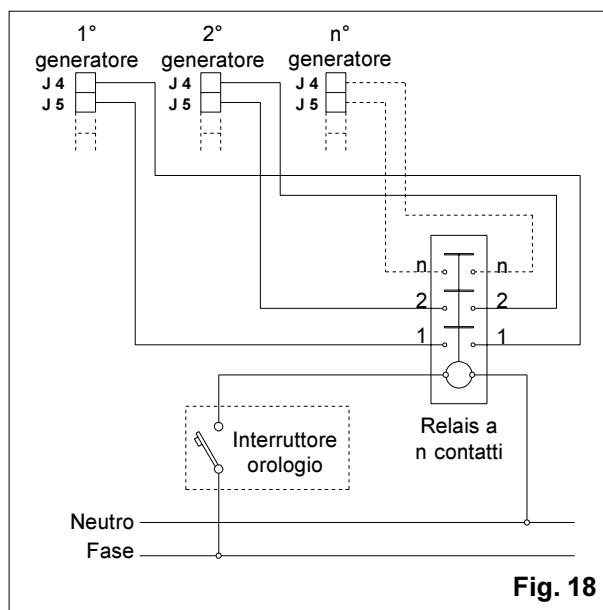 1° 2° n°
generatore generatore generatore
J 4 J 4 J 4
J 5 J 5 J 5
n n
2 2
1 1
Interruttore
orologio
Relais a
n contatti
Neutro
Fase
Fig. 18